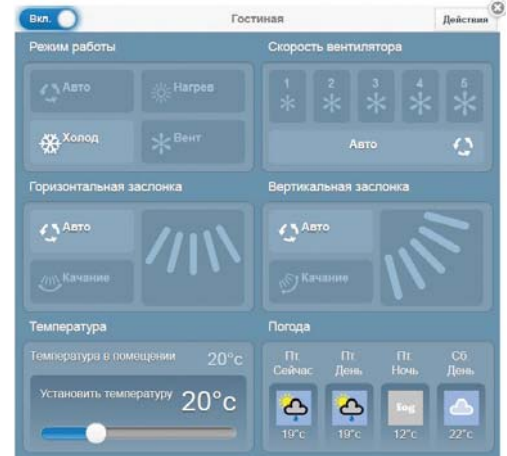 Вкл.
Гостиная
Действия
Режим работы
Авто
Нагрев
Холод
Вент
Скорость вентилятора
1 2 3 4 5
Авто
Горизонтальная заслонка
Авто
Качание
Вертикальная заслонка
Авто
Качание
Температура
Температура в помещении 20°c
Установить температуру 20°c
Погода
Пт Пт Пт Сб
Сейчас День Ночь День
fog
19°c 19°c 12°c 22°c